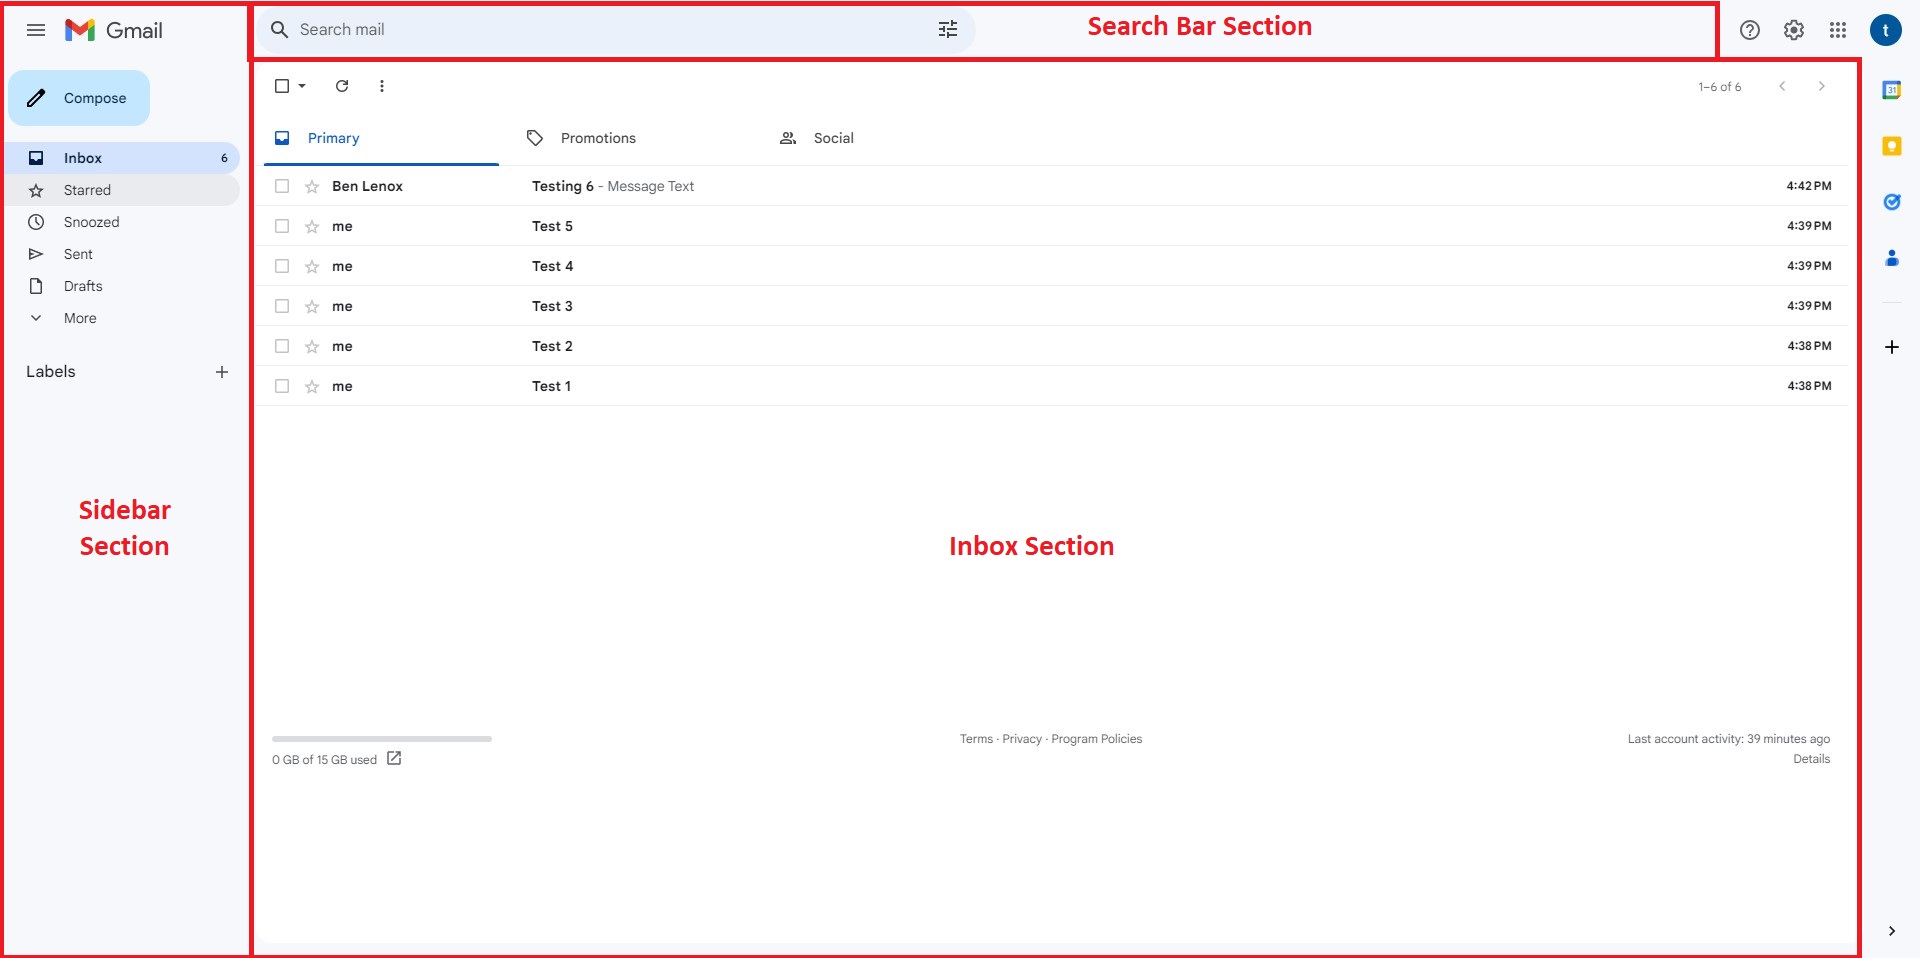 Gmail
Search mail
Search Bar Section
t
Compose
1–6 of 6
31
Primary
Promotions
Social
Inbox 6
Starred
Snoozed
Sent
Drafts
More
Labels
Ben Lenox Testing 6 - Message Text 4:42 PM
me Test 5 4:39 PM
me Test 4 4:39 PM
me Test 3 4:39 PM
me Test 2 4:38 PM
me Test 1 4:38 PM
Sidebar
Section
Inbox Section
0 GB of 15 GB used
Terms · Privacy · Program Policies
Last account activity: 39 minutes ago
Details